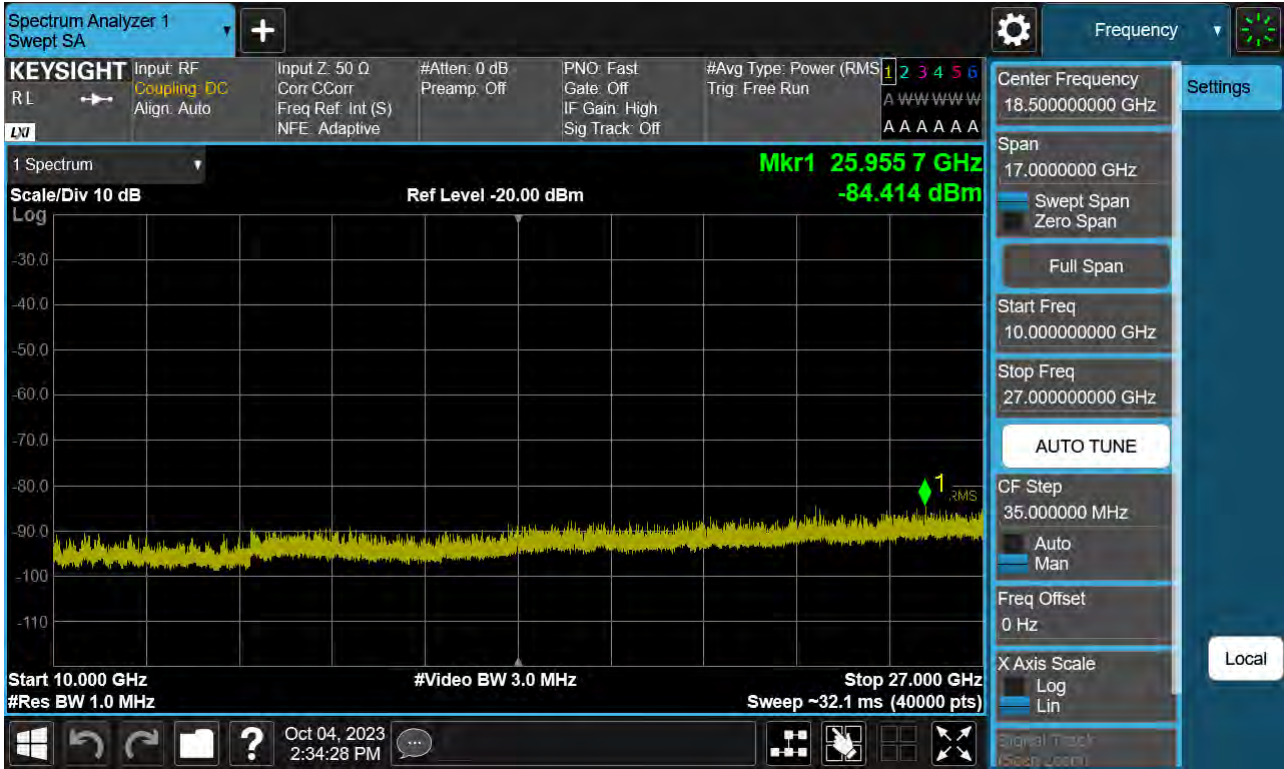 Spectrum Analyzer 1
Swept SA
Frequency
KEYSIGHT
R L
LXI
Input: RF
Coupling: DC
Align: Auto
Input Z: 50 Ω
Corr CCorr
Freq Ref: Int (S)
NFE: Adaptive
#Atten: 0 dB
Preamp: Off
PNO: Fast
Gate: Off
IF Gain: High
Sig Track: Off
#Avg Type: Power (RMS
Trig: Free Run
1 2 3 4 5 6
A W W W W W
A A A A A A
1 Spectrum
Mkr1 25.955 7 GHz
Scale/Div 10 dB
Ref Level -20.00 dBm
-84.414 dBm
Log
-30.0
-40.0
-50.0
-60.0
-70.0
-80.0
-90.0
-100
-110
1
RMS
Start 10.000 GHz
#Video BW 3.0 MHz
Stop 27.000 GHz
#Res BW 1.0 MHz
Sweep ~32.1 ms (40000 pts)
Center Frequency
18.500000000 GHz
Settings
Span
17.0000000 GHz
Swept Span
Zero Span
Full Span
Start Freq
10.000000000 GHz
Stop Freq
27.000000000 GHz
AUTO TUNE
CF Step
35.000000 MHz
Auto
Man
Freq Offset
0 Hz
X Axis Scale
Log
Lin
Local
Signal Track
(Span Zoom)
?
Oct 04, 2023
2:34:28 PM